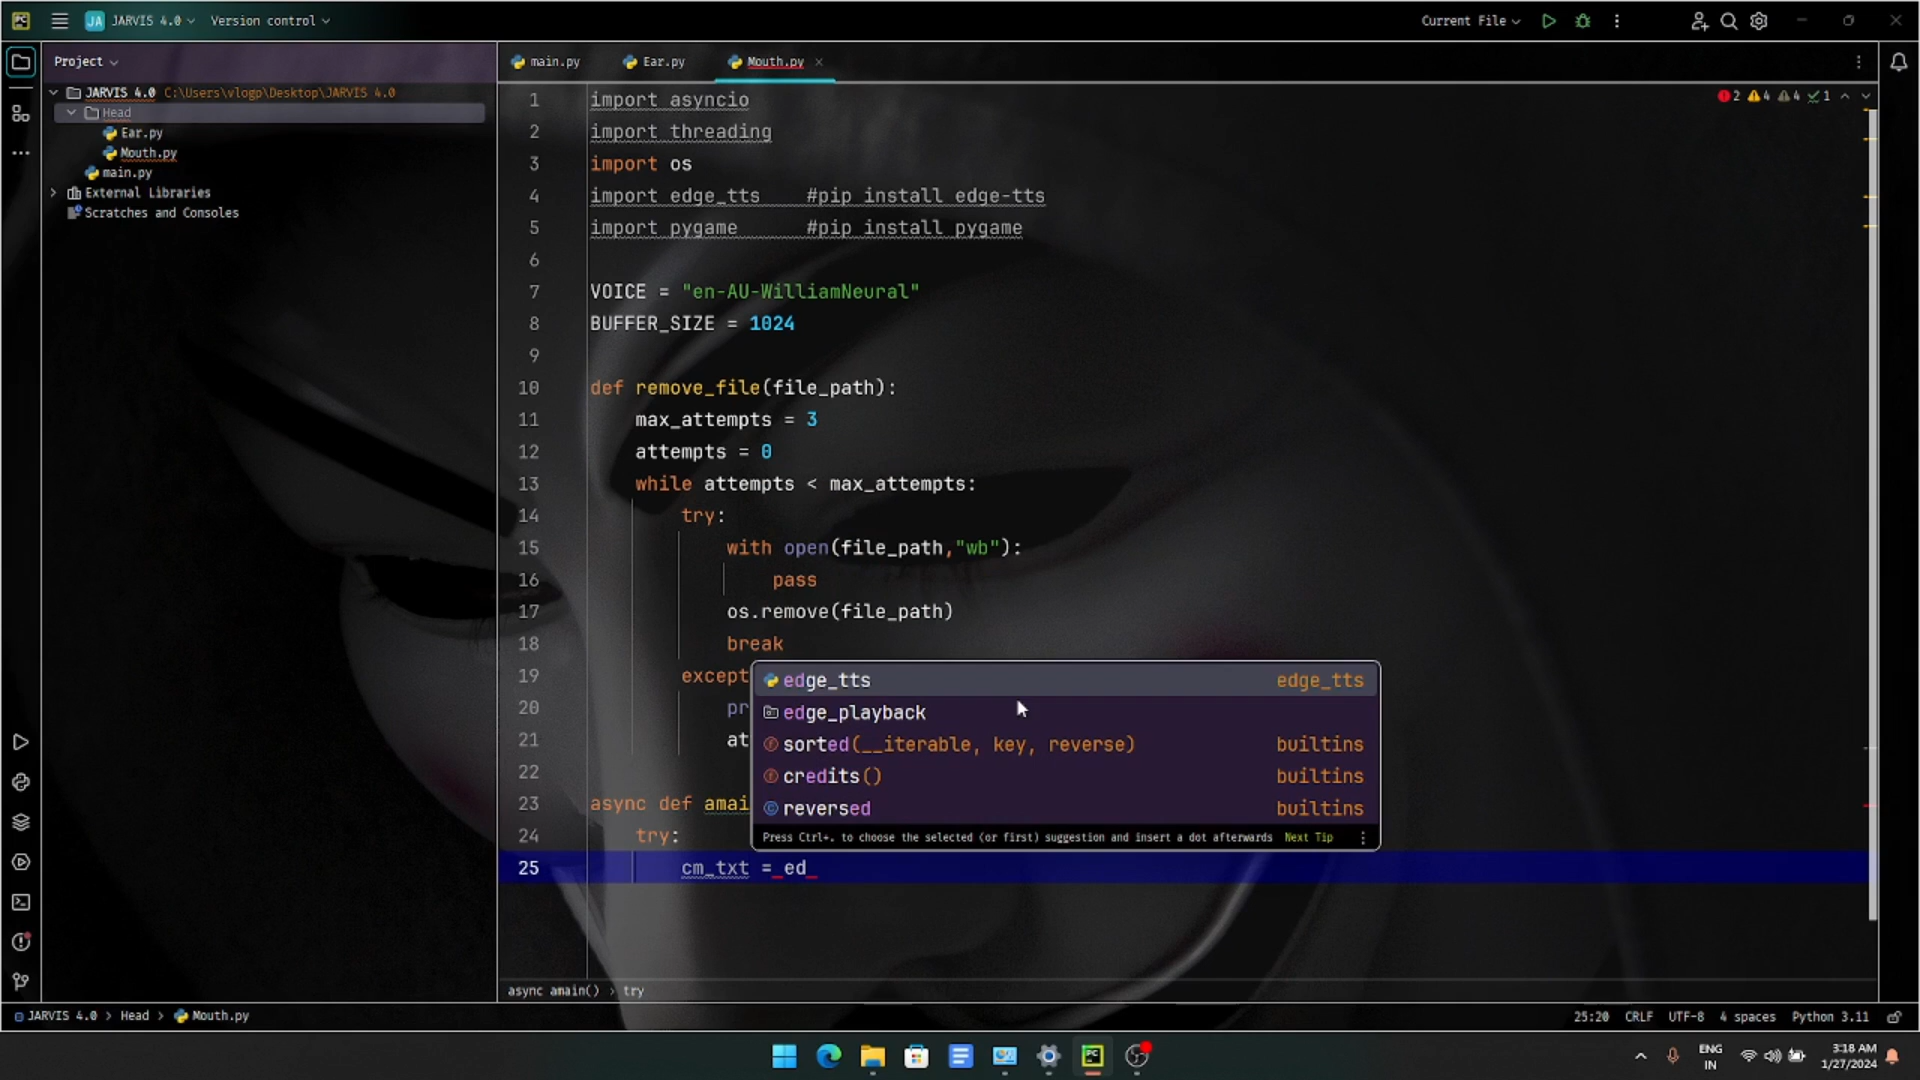 PC
JA JARVIS 4.0
Version control
Current File
Project
main.py
Ear.py
Mouth.py
JARVIS 4.0 C:\Users\vlogp\Desktop\JARVIS 4.0
Head
Ear.py
Mouth.py
main.py
External Libraries
Scratches and Consoles
2 4 4 1
1 import asyncio
2 import threading
3 import os
4 import edge_tts #pip install edge-tts
5 import pygame #pip install pygame
6
7 VOICE = "en-AU-WilliamNeural"
8 BUFFER_SIZE = 1024
9
10 def remove_file(file_path):
11 max_attempts = 3
12 attempts = 0
13 while attempts < max_attempts:
14 try:
15 with open(file_path,"wb"):
16 pass
17 os.remove(file_path)
18 break
19 except
20 pr
21 at
22
23 async def amai
24 try:
25 cm_txt = ed
edge_tts edge_tts
edge_playback
sorted(__iterable, key, reverse) builtins
credits() builtins
reversed builtins
Press Ctrl+. to choose the selected (or first) suggestion and insert a dot afterwards Next Tip
async amain() › try
JARVIS 4.0 › Head › Mouth.py
25:20 CRLF UTF-8 4 spaces Python 3.11
PC
ENG
IN
3:18 AM
1/27/2024